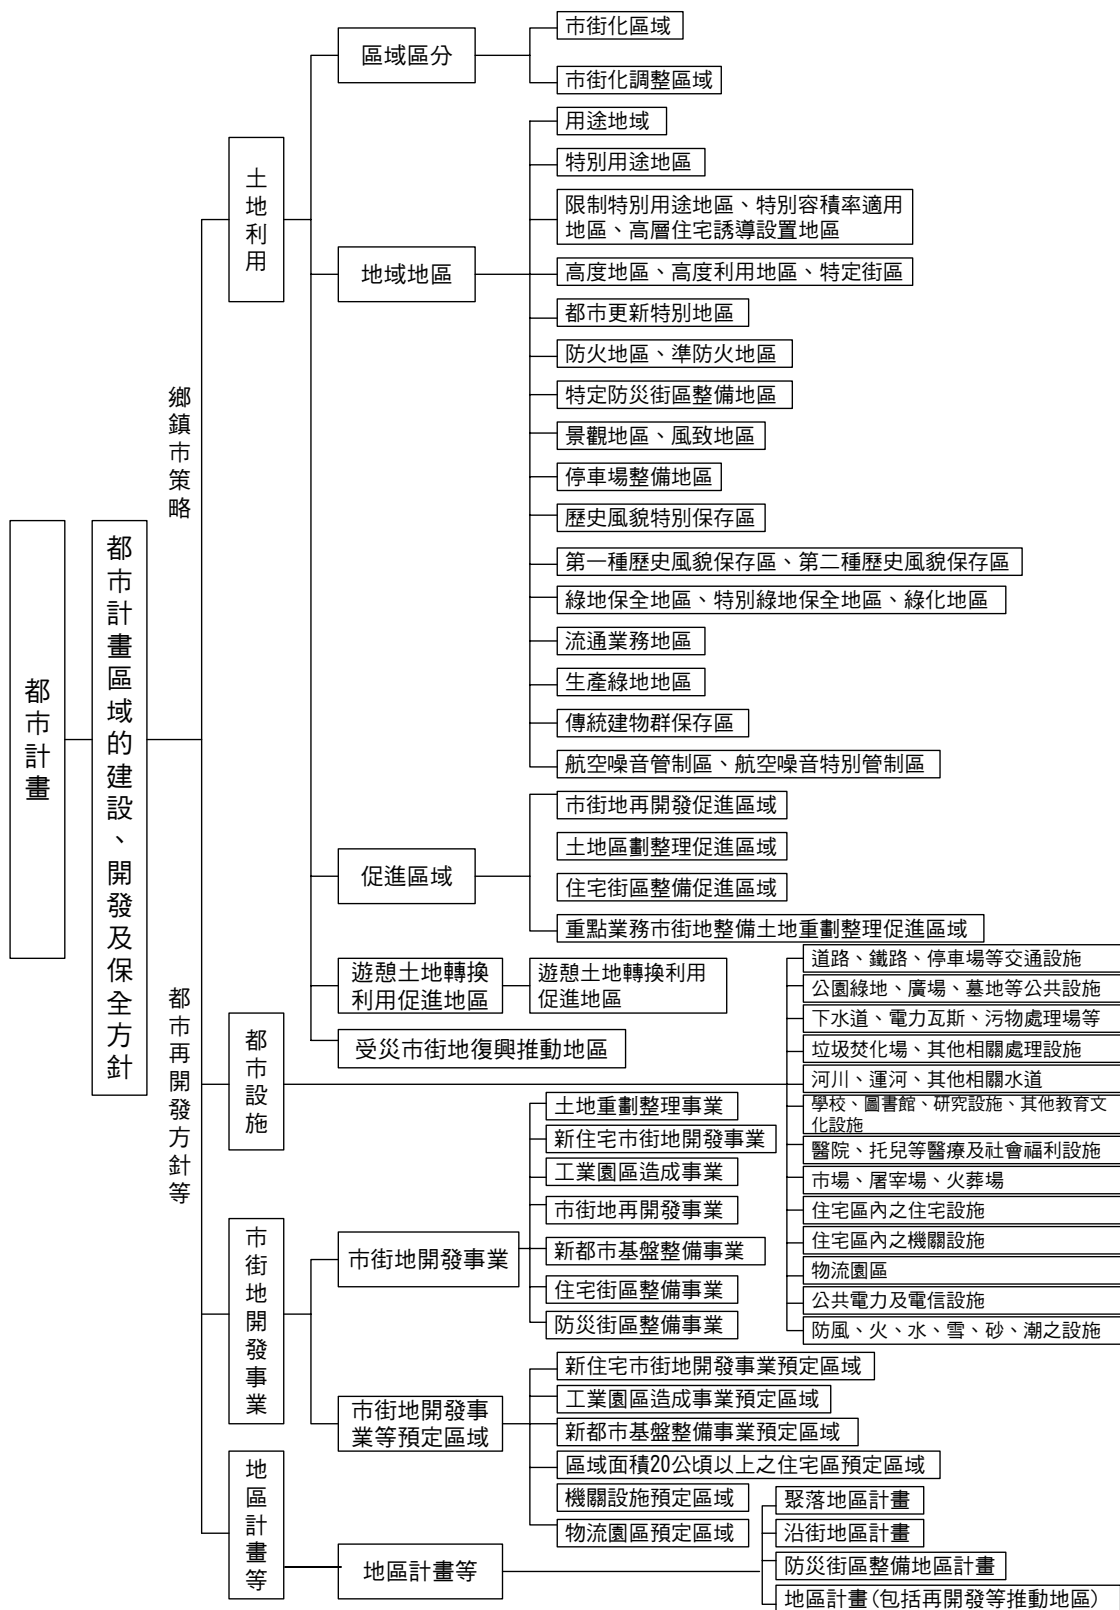 都市計畫
都市計畫區域的建設、開發及保全方針
鄉鎮市策略
都市再開發方針等
土地利用
區域區分
市街化區域
市街化調整區域
地域地區
用途地域
特別用途地區
限制特別用途地區、特別容積率適用
地區、高層住宅誘導設置地區
高度地區、高度利用地區、特定街區
都市更新特別地區
防火地區、準防火地區
特定防災街區整備地區
景觀地區、風致地區
停車場整備地區
歷史風貌特別保存區
第一種歷史風貌保存區、第二種歷史風貌保存區
綠地保全地區、特別綠地保全地區、綠化地區
流通業務地區
生產綠地地區
傳統建物群保存區
航空噪音管制區、航空噪音特別管制區
促進區域
市街地再開發促進區域
土地區劃整理促進區域
住宅街區整備促進區域
重點業務市街地整備土地重劃整理促進區域
遊憩土地轉換
利用促進地區
遊憩土地轉換利用
促進地區
受災市街地復興推動地區
都市設施
道路、鐵路、停車場等交通設施
公園綠地、廣場、墓地等公共設施
下水道、電力瓦斯、污物處理場等
垃圾焚化場、其他相關處理設施
河川、運河、其他相關水道
學校、圖書館、研究設施、其他教育文
化設施
醫院、托兒等醫療及社會福利設施
市場、屠宰場、火葬場
住宅區內之住宅設施
住宅區內之機關設施
物流園區
公共電力及電信設施
防風、火、水、雪、砂、潮之設施
市街地開發事業
市街地開發事業
土地重劃整理事業
新住宅市街地開發事業
工業園區造成事業
市街地再開發事業
新都市基盤整備事業
住宅街區整備事業
防災街區整備事業
市街地開發事
業等預定區域
新住宅市街地開發事業預定區域
工業園區造成事業預定區域
新都市基盤整備事業預定區域
區域面積20公頃以上之住宅區預定區域
機關設施預定區域
物流園區預定區域
地區計畫等
地區計畫等
聚落地區計畫
沿街地區計畫
防災街區整備地區計畫
地區計畫(包括再開發等推動地區)